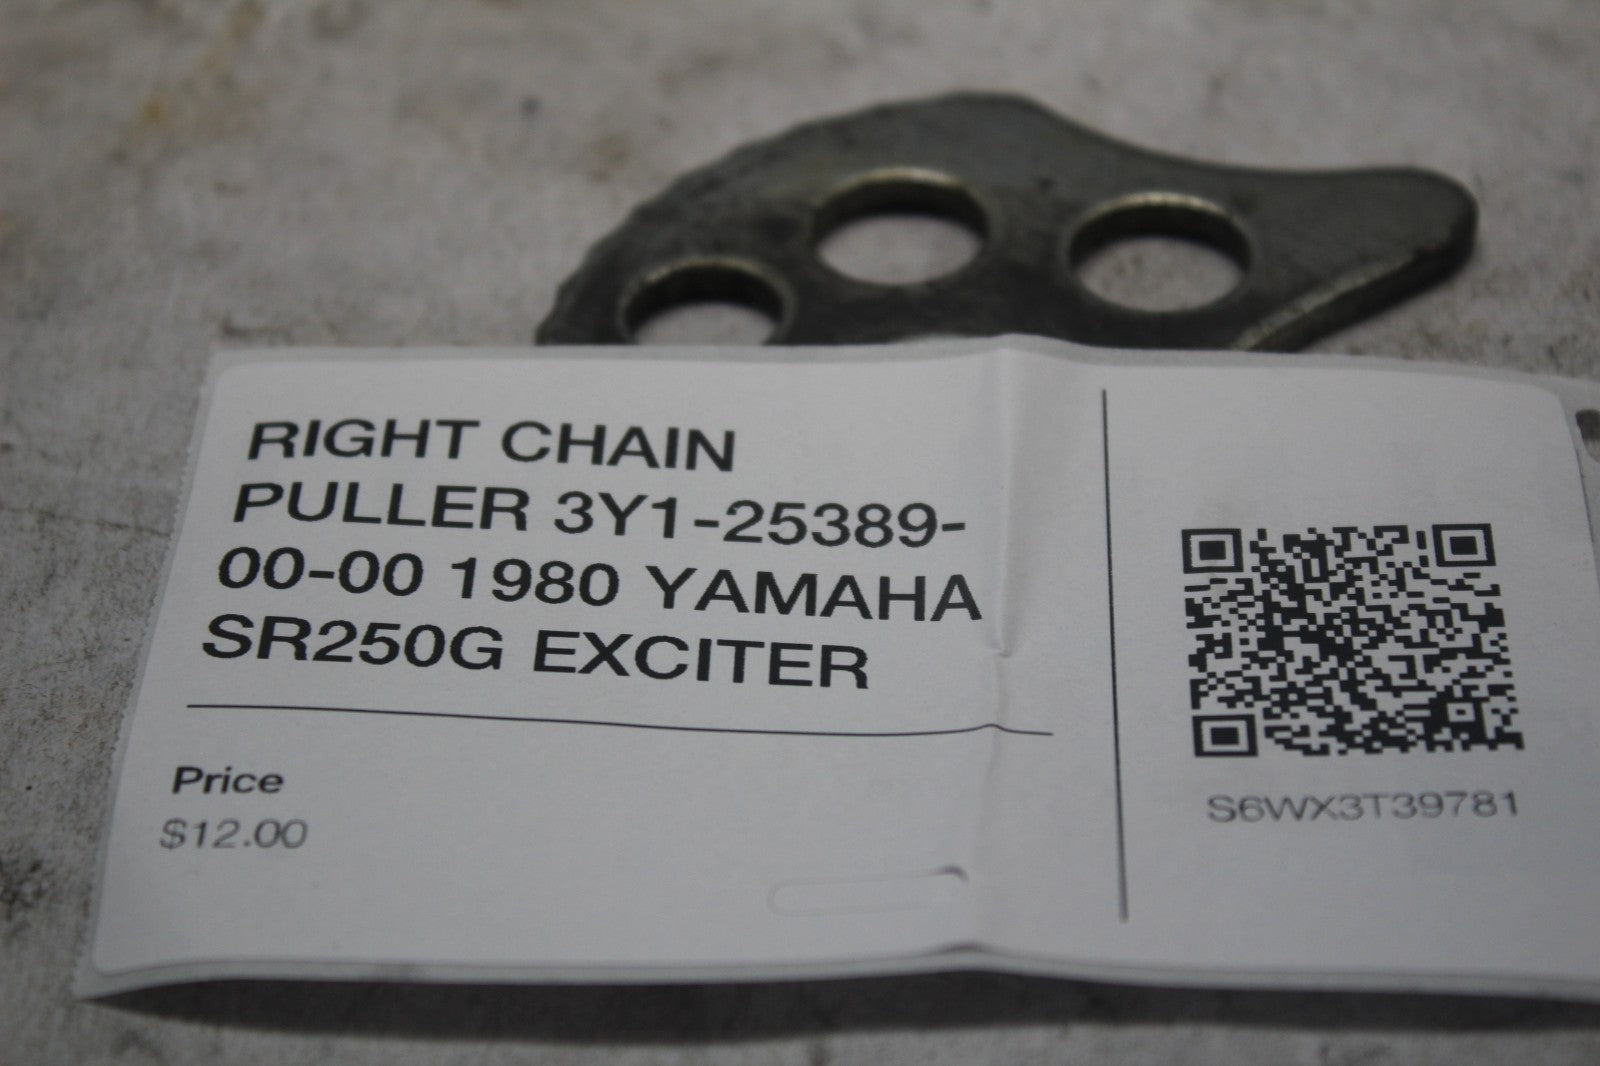 RIGHT CHAIN
PULLER 3Y1-25389-
00-00 1980 YAMAHA
SR250G EXCITER
Price
$12.00
S6WX3T39781